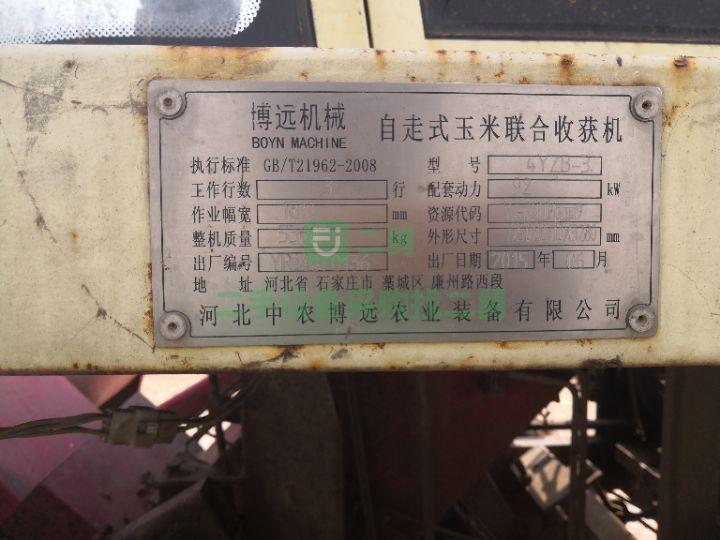 博远机械 自走式玉米联合收获机
BOYN MACHINE
执行标准 GB/T21962-2008 型号 4YZB-3
工作行数 3 行 配套动力 92 kW
作业幅宽 mm 资源代码
整机质量 kg 外形尺寸 mm
出厂编号 出厂日期 2015 年 06 月
地址 河北省 石家庄市 藁城区 廉州路西段
河北中农博远农业装备有限公司